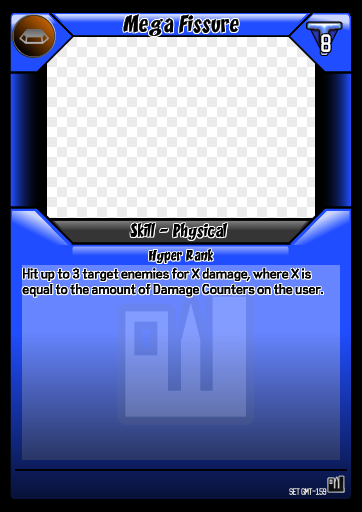 Mega Fissure
8
Skill - Physical
Hyper Rank
Hit up to 3 target enemies for X damage, where X is
equal to the amount of Damage Counters on the user.
SET GMT-159